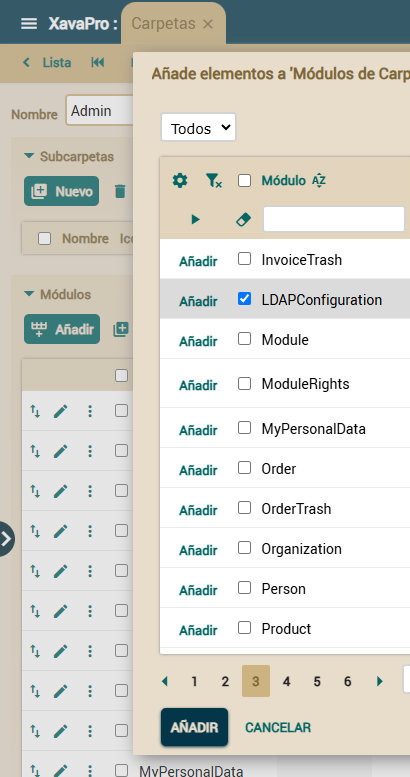 XavaPro :
Carpetas
Lista
Nombre
Admin
Subcarpetas
Nuevo
Nombre
Módulos
Añadir
MyPersonalData
Añade elementos a 'Módulos de Carp
Todos
Módulo
Añadir InvoiceTrash
Añadir LDAPConfiguration
Añadir Module
Añadir ModuleRights
Añadir MyPersonalData
Añadir Order
Añadir OrderTrash
Añadir Organization
Añadir Person
Añadir Product
1 2 3 4 5 6
AÑADIR CANCELAR